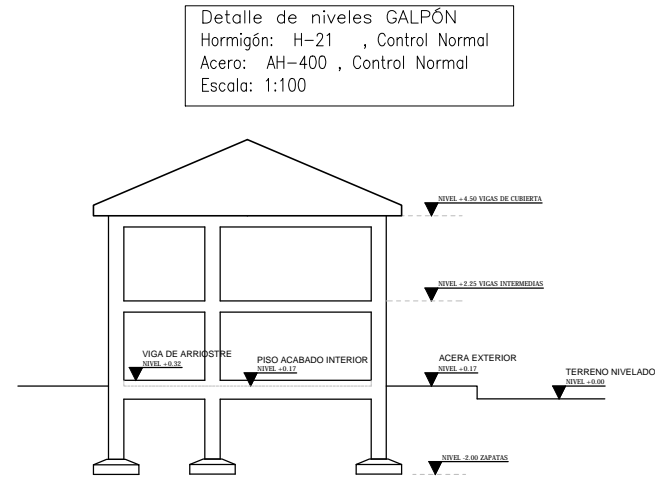 Detalle de niveles GALPÓN
Hormigón: H-21 , Control Normal
Acero: AH-400 , Control Normal
Escala: 1:100
NIVEL +4.50 VIGAS DE CUBIERTA
NIVEL +2.25 VIGAS INTERMEDIAS
VIGA DE ARRIOSTRE
NIVEL +0.32
PISO ACABADO INTERIOR
NIVEL +0.17
ACERA EXTERIOR
NIVEL +0.17
TERRENO NIVELADO
NIVEL +0.00
NIVEL -2.00 ZAPATAS